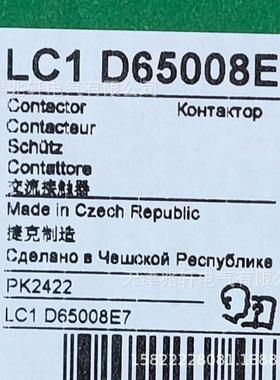 LC1 D65008E
Contactor Контактор
Contacteur
Schütz
Contattore
交流接触器
Made in Czech Republic
捷克制造
Сделано в Чешской Республике
PK2422
LC1 D65008E7